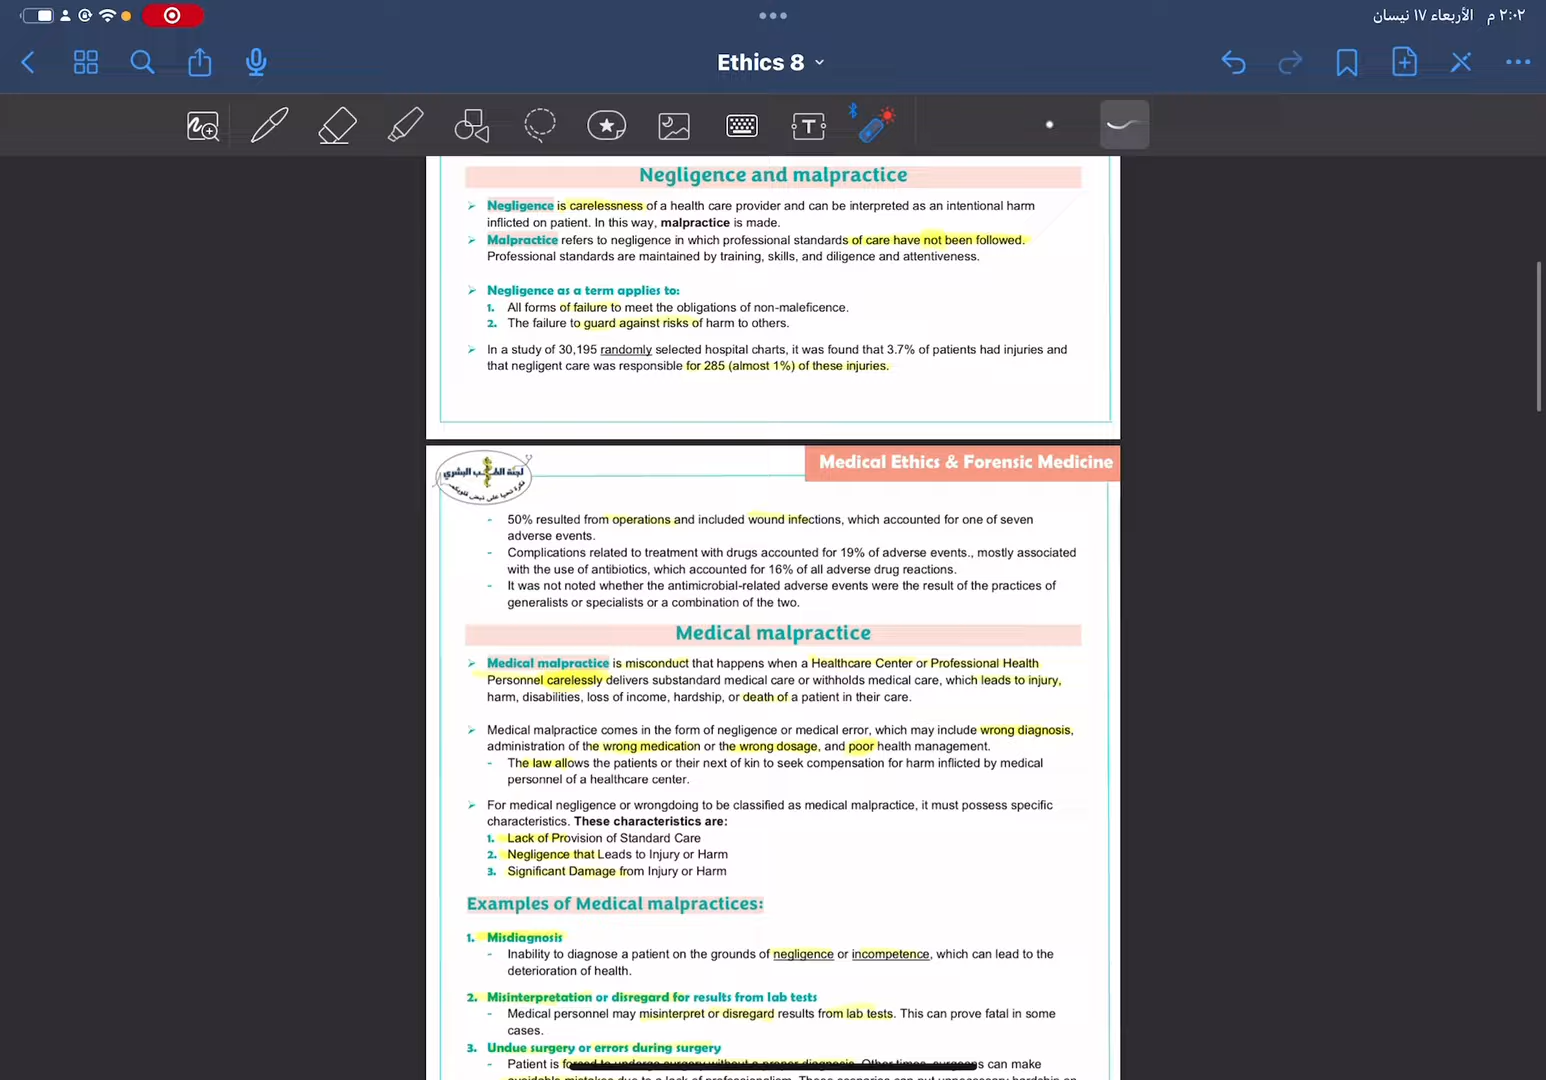 ٢:٠٢ م الأربعاء ١٧ نيسان
Ethics 8
Negligence and malpractice
Negligence is carelessness of a health care provider and can be interpreted as an intentional harm
inflicted on patient. In this way, malpractice is made.
Malpractice refers to negligence in which professional standards of care have not been followed.
Professional standards are maintained by training, skills, and diligence and attentiveness.
Negligence as a term applies to:
1. All forms of failure to meet the obligations of non-maleficence.
2. The failure to guard against risks of harm to others.
In a study of 30,195 randomly selected hospital charts, it was found that 3.7% of patients had injuries and
that negligent care was responsible for 285 (almost 1%) of these injuries.
لجنة الطب البشري
Medical Ethics & Forensic Medicine
- 50% resulted from operations and included wound infections, which accounted for one of seven
adverse events.
- Complications related to treatment with drugs accounted for 19% of adverse events., mostly associated
with the use of antibiotics, which accounted for 16% of all adverse drug reactions.
- It was not noted whether the antimicrobial-related adverse events were the result of the practices of
generalists or specialists or a combination of the two.
Medical malpractice
Medical malpractice is misconduct that happens when a Healthcare Center or Professional Health
Personnel carelessly delivers substandard medical care or withholds medical care, which leads to injury,
harm, disabilities, loss of income, hardship, or death of a patient in their care.
Medical malpractice comes in the form of negligence or medical error, which may include wrong diagnosis,
administration of the wrong medication or the wrong dosage, and poor health management.
- The law allows the patients or their next of kin to seek compensation for harm inflicted by medical
personnel of a healthcare center.
For medical negligence or wrongdoing to be classified as medical malpractice, it must possess specific
characteristics. These characteristics are:
1. Lack of Provision of Standard Care
2. Negligence that Leads to Injury or Harm
3. Significant Damage from Injury or Harm
Examples of Medical malpractices:
1. Misdiagnosis
- Inability to diagnose a patient on the grounds of negligence or incompetence, which can lead to the
deterioration of health.
2. Misinterpretation or disregard for results from lab tests
- Medical personnel may misinterpret or disregard results from lab tests. This can prove fatal in some
cases.
3. Undue surgery or errors during surgery
- Patient is forced to undergo surgery without a proper diagnosis. Other times, surgeons can make